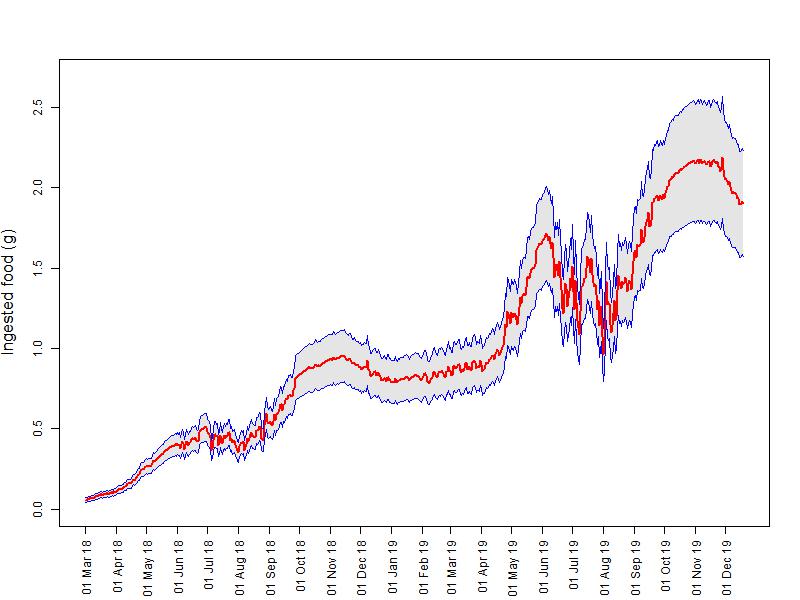 Ingested food (g)
2.5
2.0
1.5
1.0
0.5
0.0
01 Mar 18
01 Apr 18
01 May 18
01 Jun 18
01 Jul 18
01 Aug 18
01 Sep 18
01 Oct 18
01 Nov 18
01 Dec 18
01 Jan 19
01 Feb 19
01 Mar 19
01 Apr 19
01 May 19
01 Jun 19
01 Jul 19
01 Aug 19
01 Sep 19
01 Oct 19
01 Nov 19
01 Dec 19